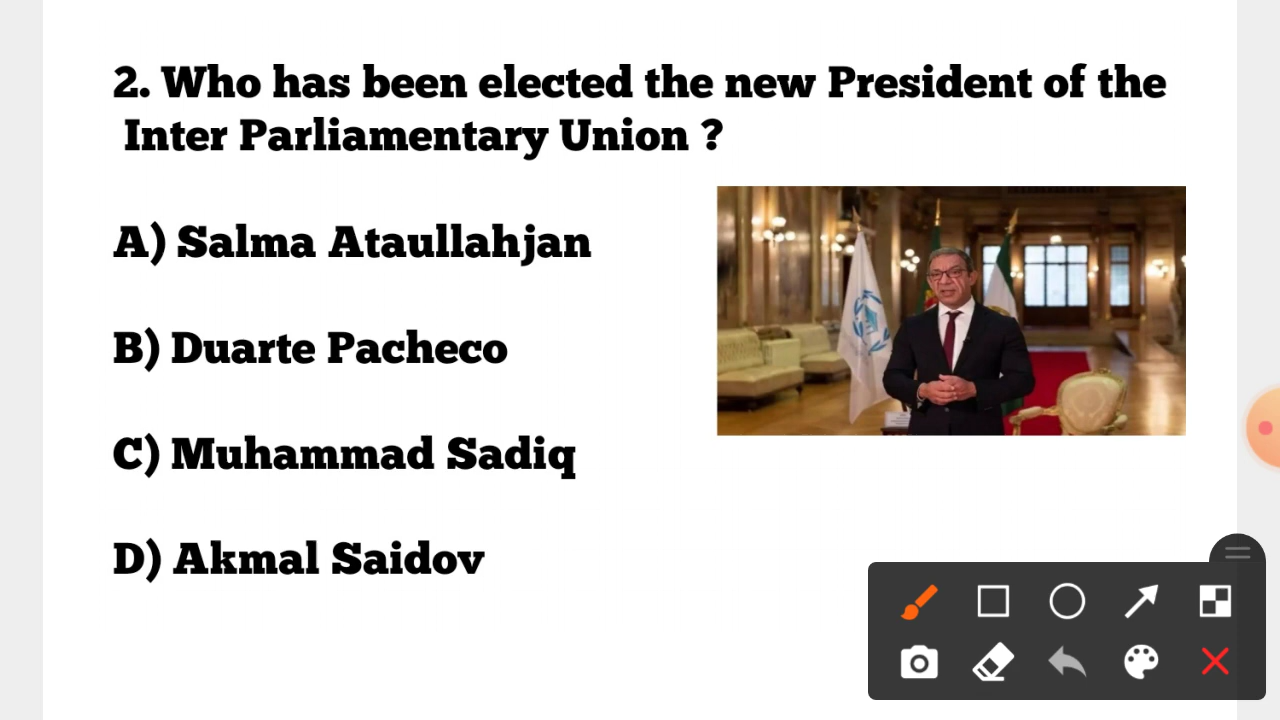 2. Who has been elected the new President of the
Inter Parliamentary Union ?
A) Salma Ataullahjan
B) Duarte Pacheco
C) Muhammad Sadiq
D) Akmal Saidov